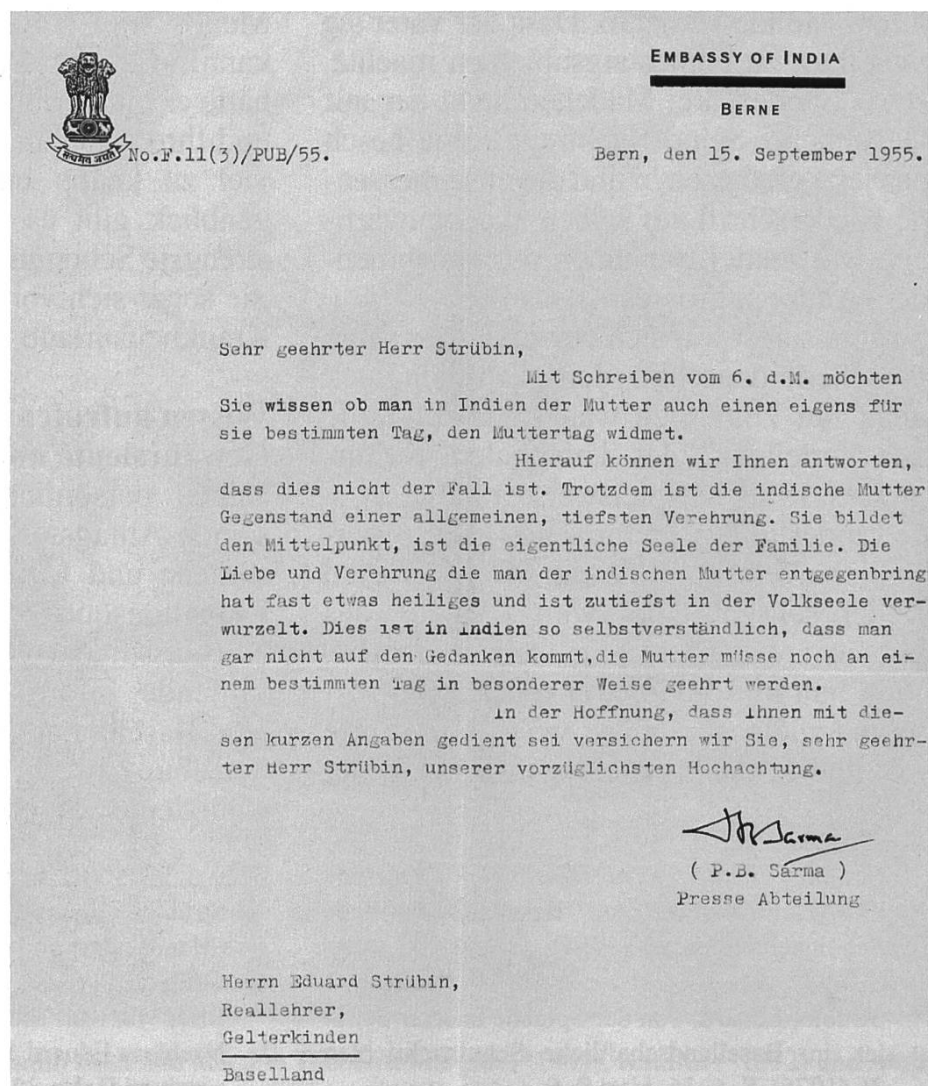 EMBASSY OF INDIA
BERNE
सत्यमेव जयते
No.F.11(3)/PUB/55.
Bern, den 15. September 1955.
Sehr geehrter Herr Strübin,
Mit Schreiben vom 6. d.M. möchten
Sie wissen ob man in Indien der Mutter auch einen eigens für
sie bestimmten Tag, den Muttertag widmet.
Hierauf können wir Ihnen antworten,
dass dies nicht der Fall ist. Trotzdem ist die indische Mutter
Gegenstand einer allgemeinen, tiefsten Verehrung. Sie bildet
den Mittelpunkt, ist die eigentliche Seele der Familie. Die
Liebe und Verehrung die man der indischen Mutter entgegenbring
hat fast etwas heiliges und ist zutiefst in der Volkseele ver-
wurzelt. Dies ist in Indien so selbstverständlich, dass man
gar nicht auf den Gedanken kommt,die Mutter müsse noch an ei-
nem bestimmten Tag in besonderer Weise geehrt werden.
In der Hoffnung, dass Ihnen mit die-
sen kurzen Angaben gedient sei versichern wir Sie, sehr geehr-
ter Herr Strübin, unserer vorzüglichsten Hochachtung.
Sarma
( P.B. Sarma )
Presse Abteilung
Herrn Eduard Strübin,
Reallehrer,
Gelterkinden
Baselland